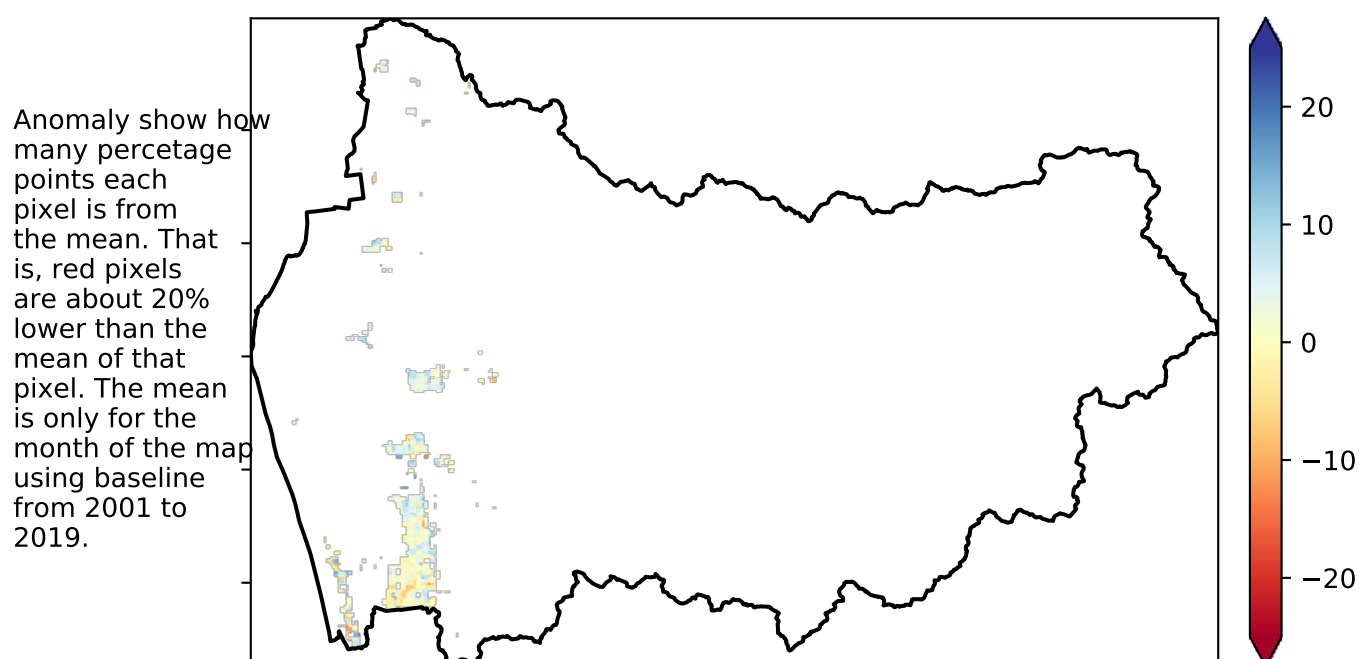 Anomaly show how
many percetage
points each
pixel is from
the mean. That
is, red pixels
are about 20%
lower than the
mean of that
pixel. The mean
is only for the
month of the map
using baseline
from 2001 to
2019.
20
10
0
−10
−20